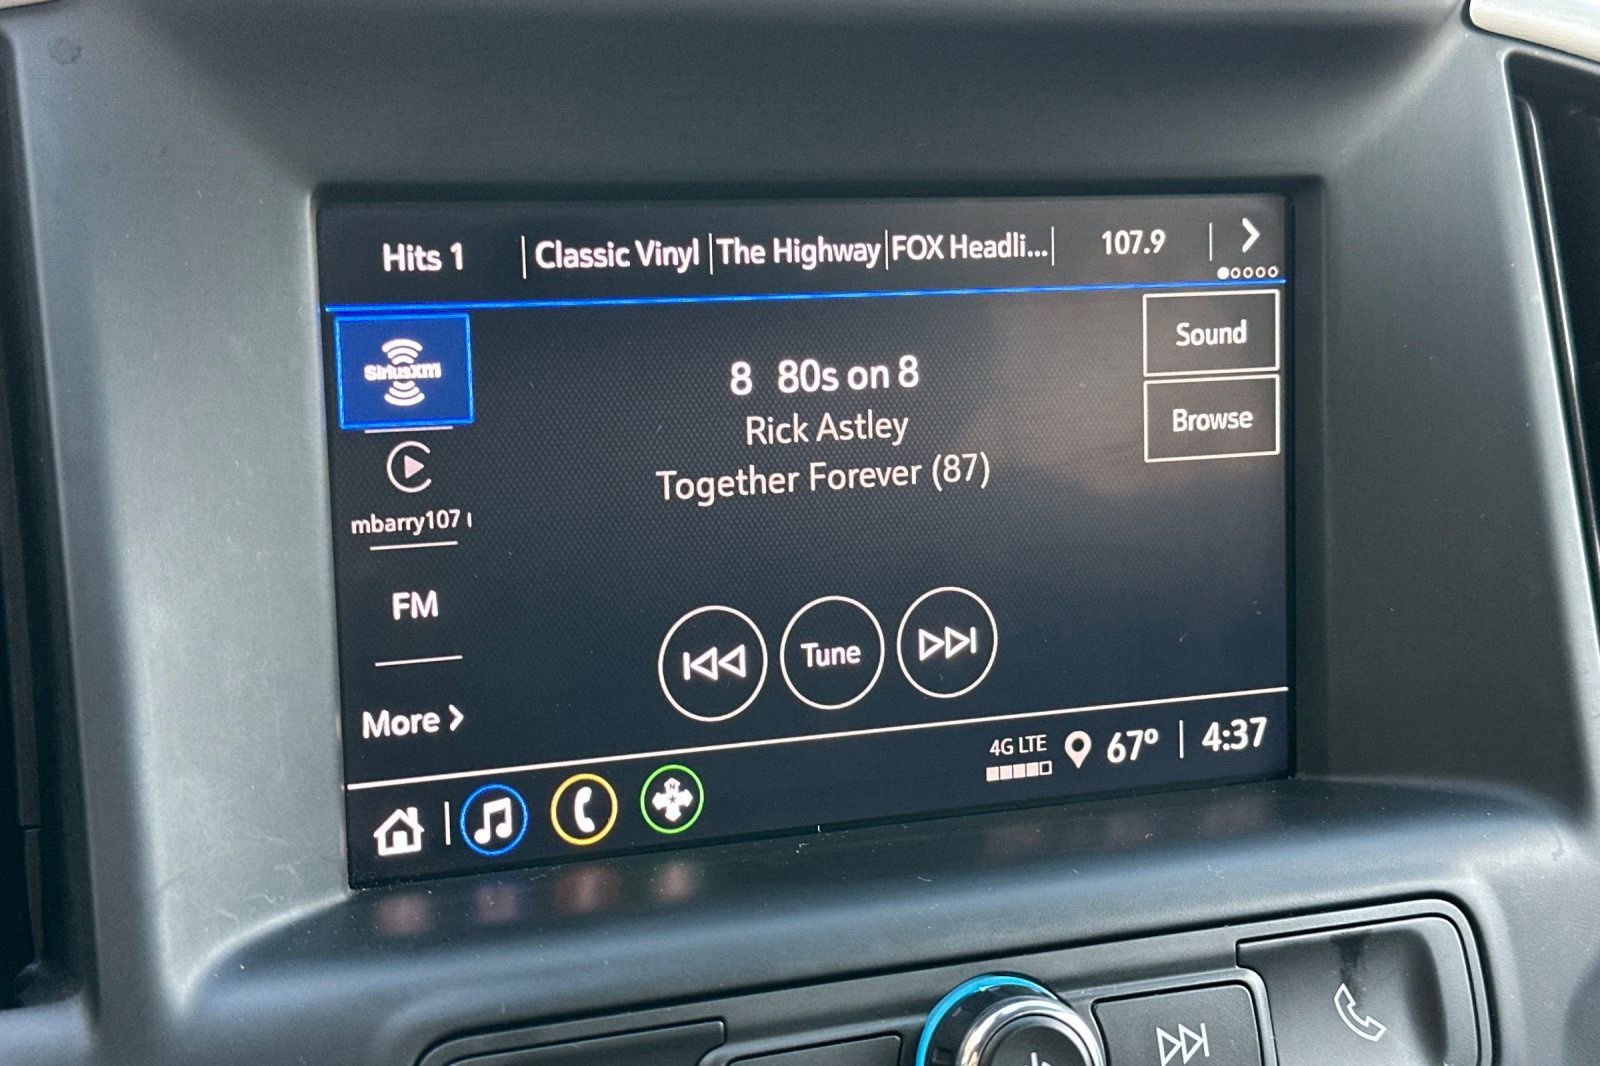 Hits 1 | Classic Vinyl | The Highway | FOX Headli... | 107.9 | >
SiriusXM
8 80s on 8
Rick Astley
Together Forever (87)
Sound
Browse
mbarry107
FM
More >
Tune
4G LTE 67° | 4:37
N